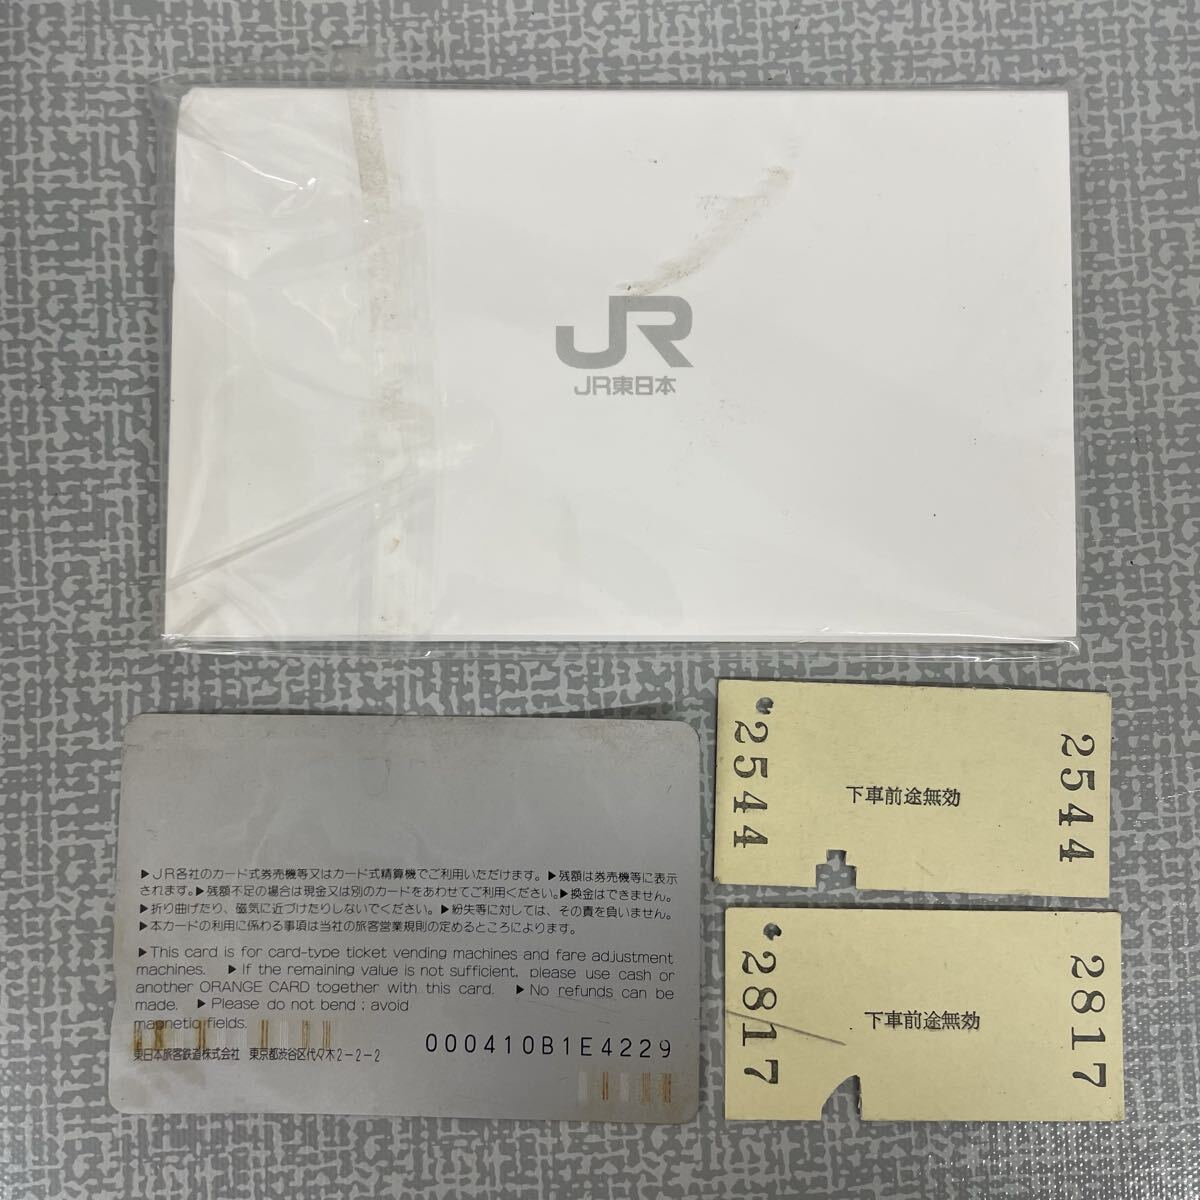 JR
JR東日本
▶JR各社のカード式券売機等又はカード式精算機でご利用いただけます。▶残額は券売機等に表示
されます。▶残額不足の場合は現金又は別のカードをあわせてご利用ください。▶換金はできません。
▶折り曲げたり、磁気に近づけたりしないでください。▶紛失等に対しては、その責を負いません。
▶本カードの利用に係わる事項は当社の旅客営業規則の定めるところによります。
▶This card is for card-type ticket vending machines and fare adjustment
machines. ▶If the remaining value is not sufficient, please use cash or
another ORANGE CARD together with this card. ▶No refunds can be
made. ▶Please do not bend ; avoid
magnetic fields.
東日本旅客鉄道株式会社 東京都渋谷区代々木2-2-2
000410B1E4229
2544
下車前途無効
2544
2817
下車前途無効
2817